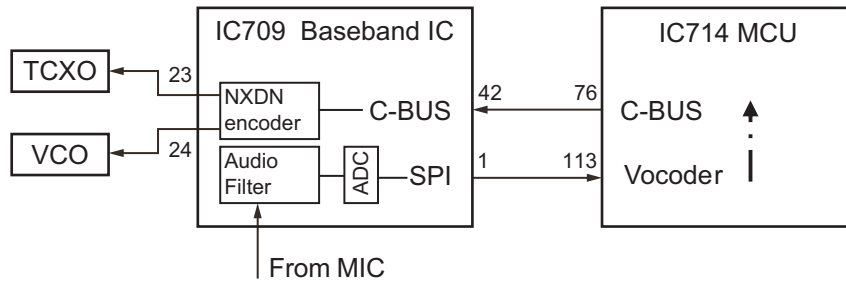 IC709 Baseband IC
IC714 MCU
TCXO
23
NXDN
encoder
C-BUS
42
76
C-BUS
VCO
24
Audio
Filter
ADC
SPI
1
113
Vocoder
From MIC